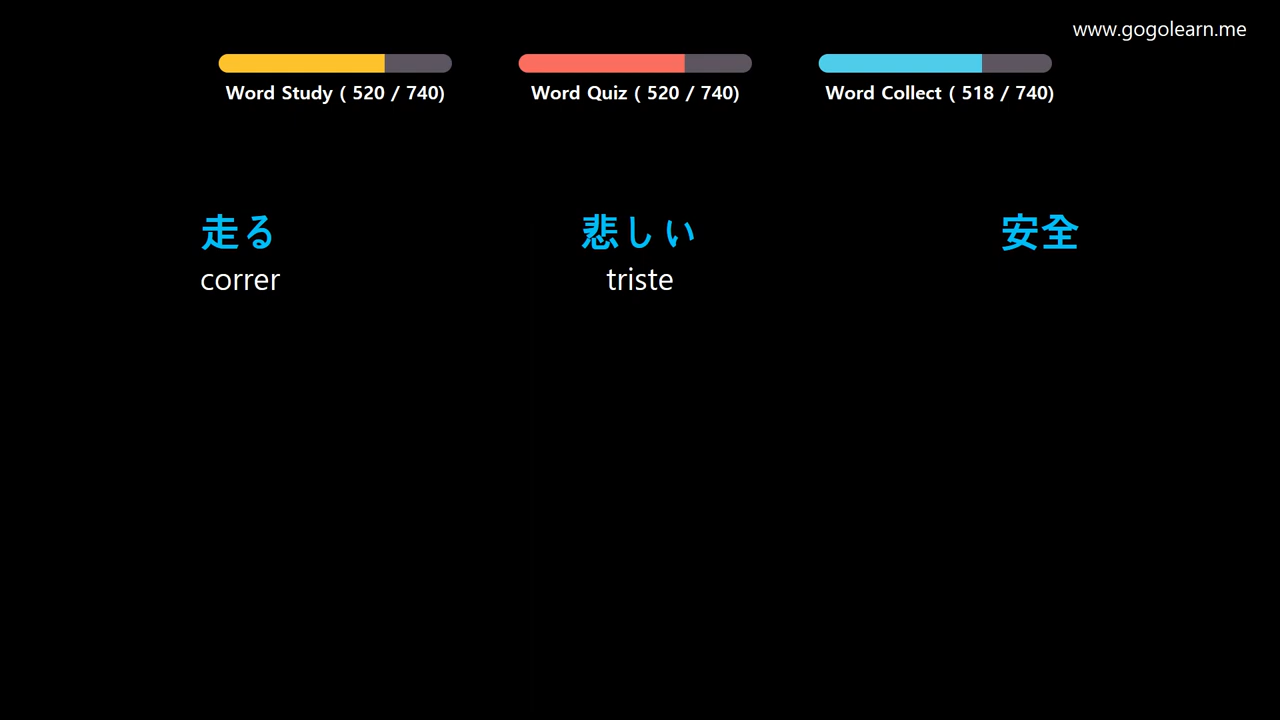 www.gogolearn.me
Word Study ( 520 / 740)
Word Quiz ( 520 / 740)
Word Collect ( 518 / 740)
走る
correr
悲しい
triste
安全